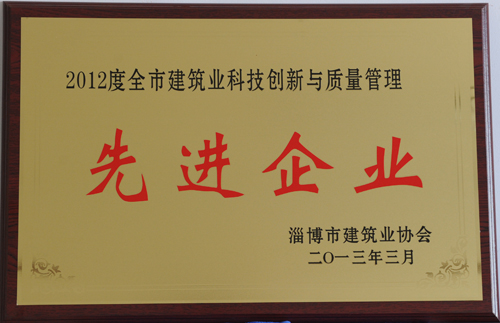 2012度全市建筑业科技创新与质量管理
先进企业
淄博市建筑业协会
二〇一三年三月